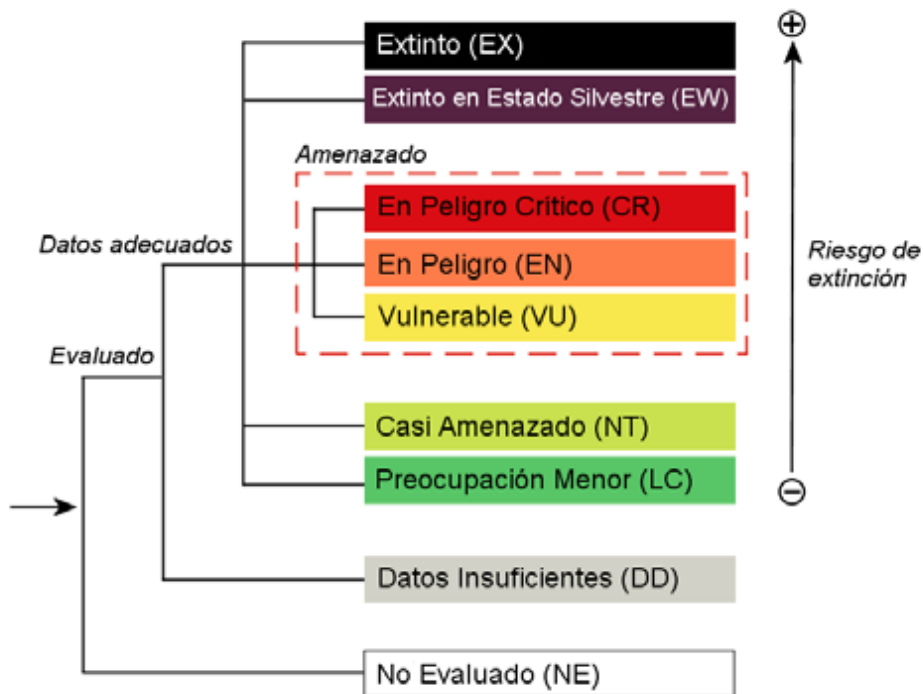 Extinto (EX)
Extinto en Estado Silvestre (EW)
Amenazado
En Peligro Critico (CR)
Datos adecuados
En Peligro (EN)
Riesgo de
extinción
Vulnerable (VU)
Evaluado
Casi Amenazado (NT)
Preocupación Menor (LC)
Datos Insuficientes (DD)
No Evaluado (NE)